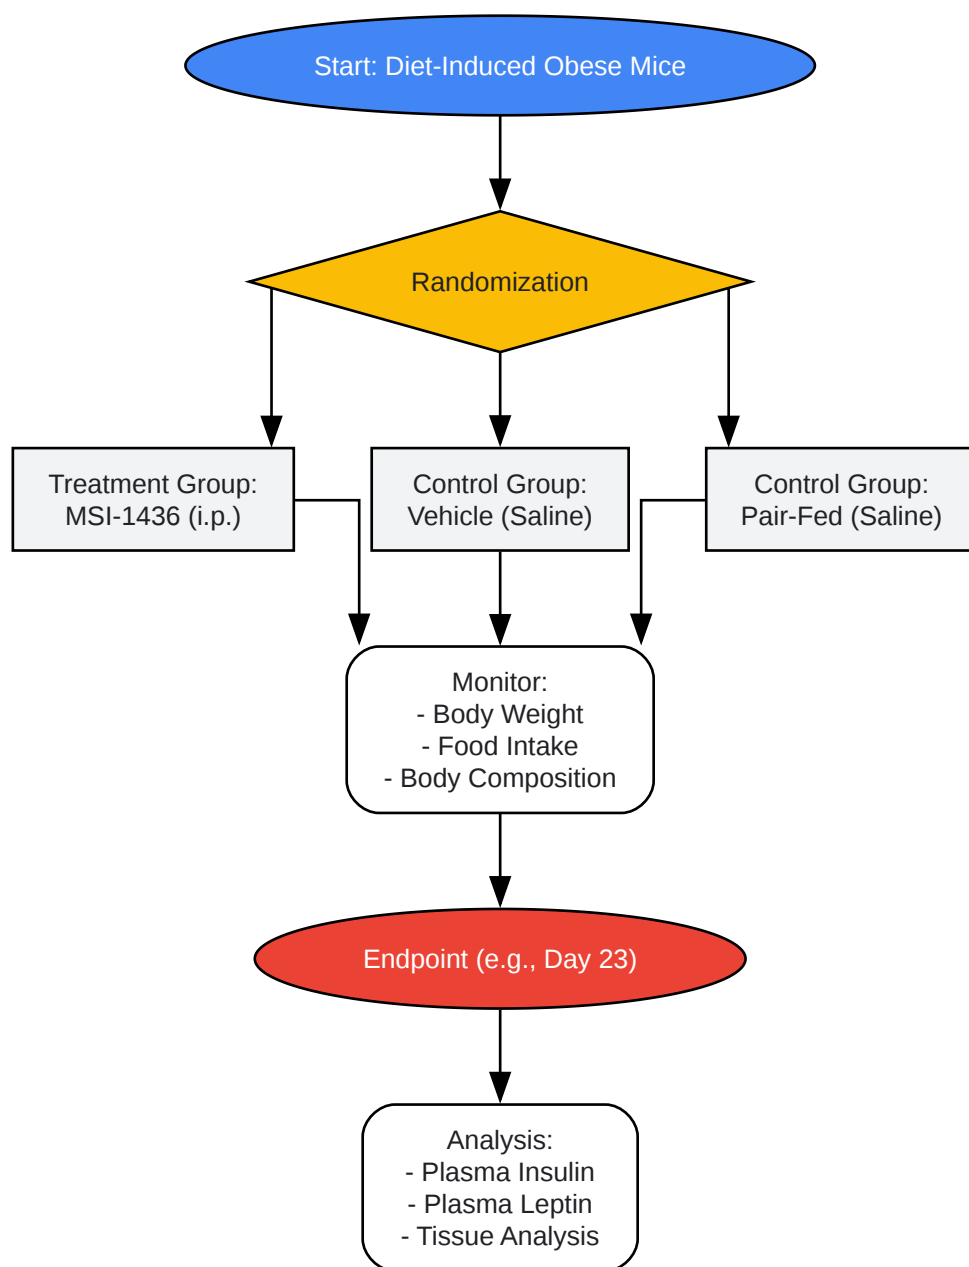 Start: Diet-Induced Obese Mice
Randomization
Treatment Group:
MSI-1436 (i.p.)
Control Group:
Vehicle (Saline)
Control Group:
Pair-Fed (Saline)
Monitor:
- Body Weight
- Food Intake
- Body Composition
Endpoint (e.g., Day 23)
Analysis:
- Plasma Insulin
- Plasma Leptin
- Tissue Analysis